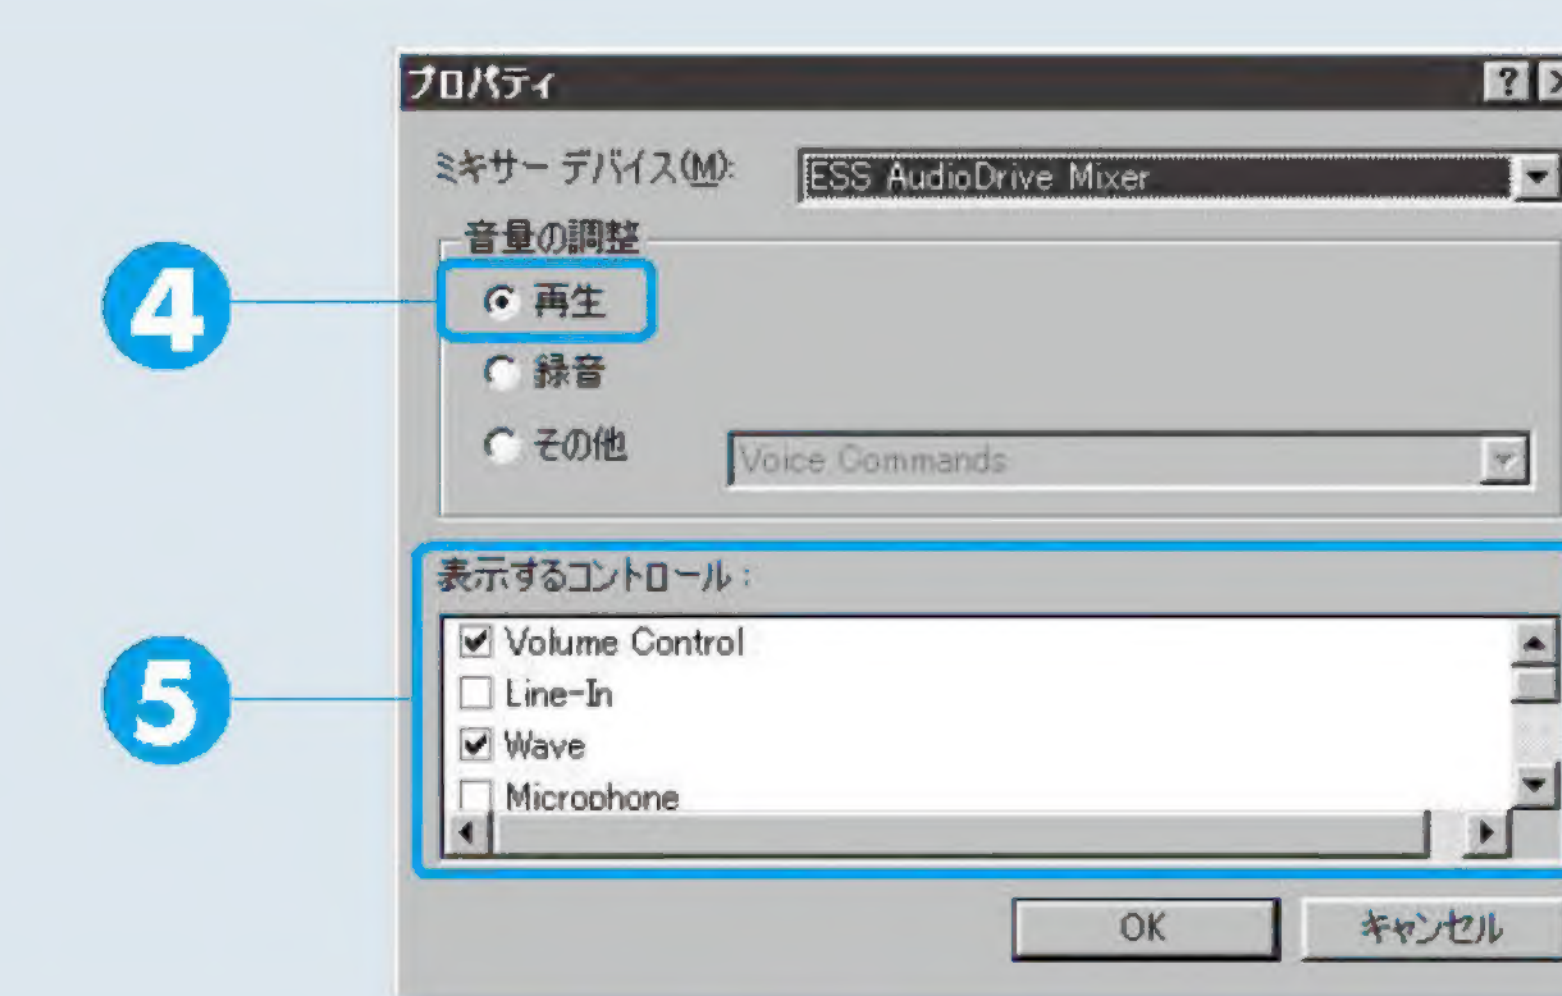 プロパティ
ミキサー デバイス(M): ESS AudioDrive Mixer
音量の調整
4
再生
録音
その他 Voice Commands
表示するコントロール:
Volume Control
5
Line-In
Wave
Microphone
OK キャンセル